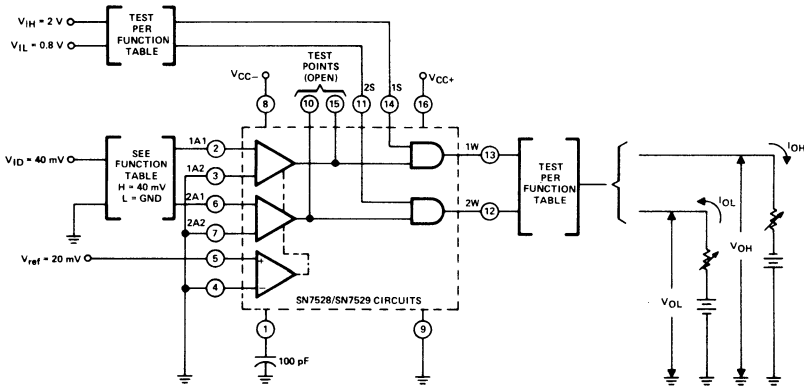 V_IH = 2 V
V_IL = 0.8 V
TEST
PER
FUNCTION
TABLE
TEST
POINTS
(OPEN)
2S
1S
V_CC−
V_CC+
8
10
15
11
14
16
V_ID = 40 mV
SEE
FUNCTION
TABLE
H = 40 mV
L = GND
1A1
2
1A2
3
2A1
6
2A2
7
V_ref = 20 mV
5
+
4
−
1W
13
2W
12
TEST
PER
FUNCTION
TABLE
I_OH
I_OL
V_OH
V_OL
SN7528/SN7529 CIRCUITS
1
9
100 pF